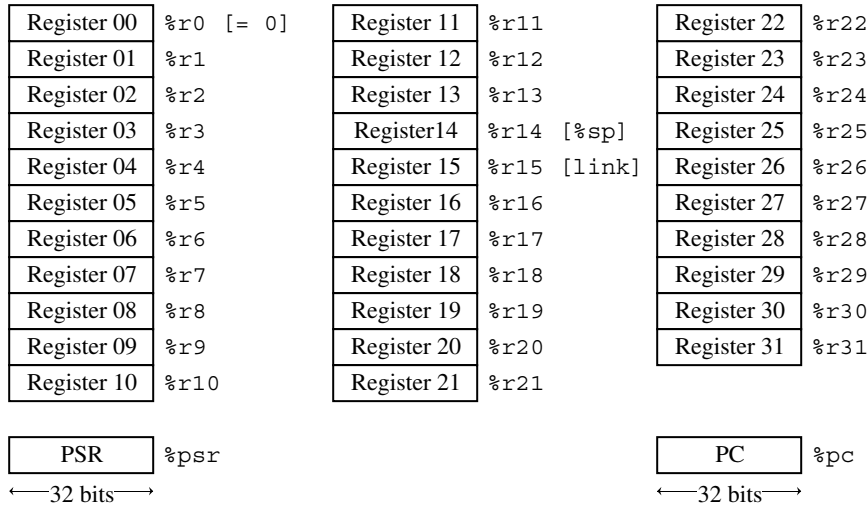 Register 00 %r0 [= 0]
Register 01 %r1
Register 02 %r2
Register 03 %r3
Register 04 %r4
Register 05 %r5
Register 06 %r6
Register 07 %r7
Register 08 %r8
Register 09 %r9
Register 10 %r10
Register 11 %r11
Register 12 %r12
Register 13 %r13
Register14 %r14 [%sp]
Register 15 %r15 [link]
Register 16 %r16
Register 17 %r17
Register 18 %r18
Register 19 %r19
Register 20 %r20
Register 21 %r21
Register 22 %r22
Register 23 %r23
Register 24 %r24
Register 25 %r25
Register 26 %r26
Register 27 %r27
Register 28 %r28
Register 29 %r29
Register 30 %r30
Register 31 %r31
PSR %psr
32 bits
PC %pc
32 bits